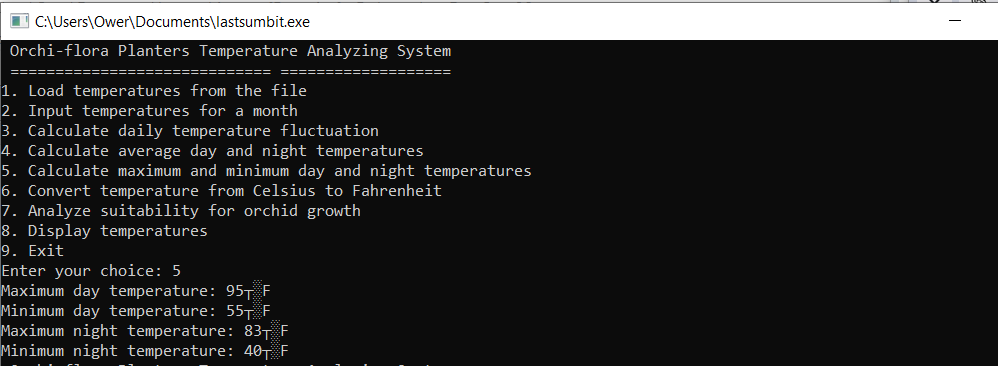 C:\Users\Ower\Documents\lastsumbit.exe
Orchi-flora Planters Temperature Analyzing System
============================= ===================
1. Load temperatures from the file
2. Input temperatures for a month
3. Calculate daily temperature fluctuation
4. Calculate average day and night temperatures
5. Calculate maximum and minimum day and night temperatures
6. Convert temperature from Celsius to Fahrenheit
7. Analyze suitability for orchid growth
8. Display temperatures
9. Exit
Enter your choice: 5
Maximum day temperature: 95┬░F
Minimum day temperature: 55┬░F
Maximum night temperature: 83┬░F
Minimum night temperature: 40┬░F